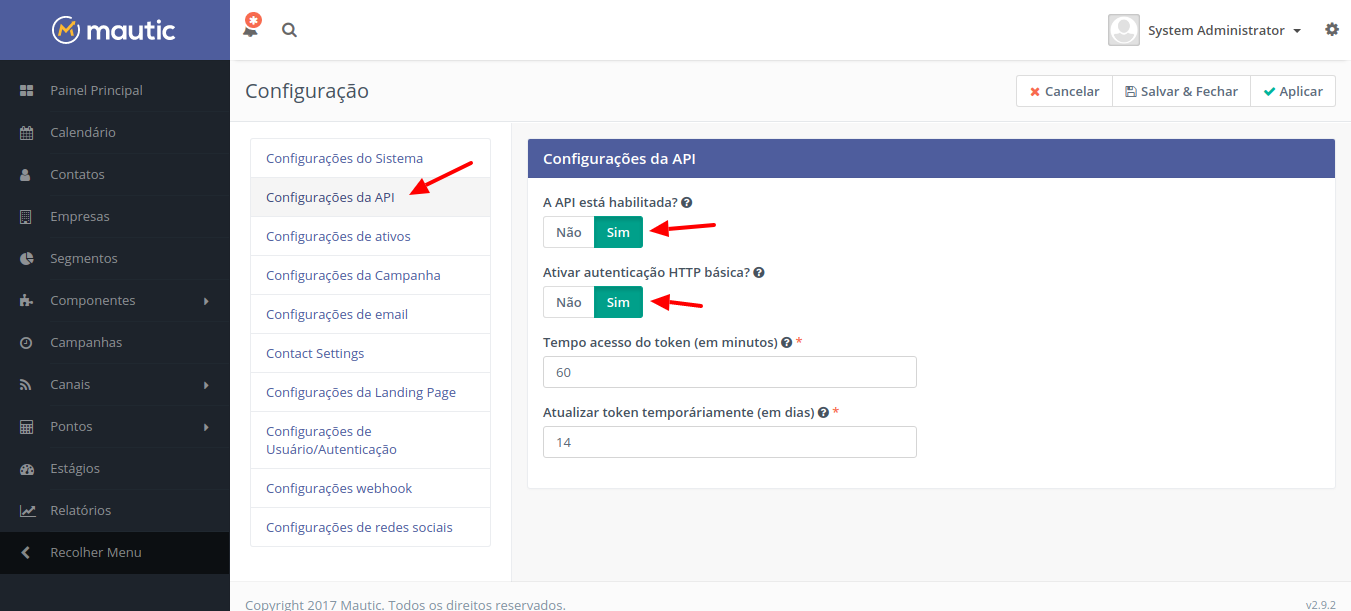 mautic
System Administrator
Painel Principal
Calendário
Contatos
Empresas
Segmentos
Componentes
Campanhas
Canais
Pontos
Estágios
Relatórios
Recolher Menu
Configuração
Cancelar
Salvar & Fechar
Aplicar
Configurações do Sistema
Configurações da API
Configurações de ativos
Configurações da Campanha
Configurações de email
Contact Settings
Configurações da Landing Page
Configurações de
Usuário/Autenticação
Configurações webhook
Configurações de redes sociais
Configurações da API
A API está habilitada?
Não Sim
Ativar autenticação HTTP básica?
Não Sim
Tempo acesso do token (em minutos) *
60
Atualizar token temporáriamente (em dias) *
14
Copyright 2017 Mautic. Todos os direitos reservados.
v2.9.2